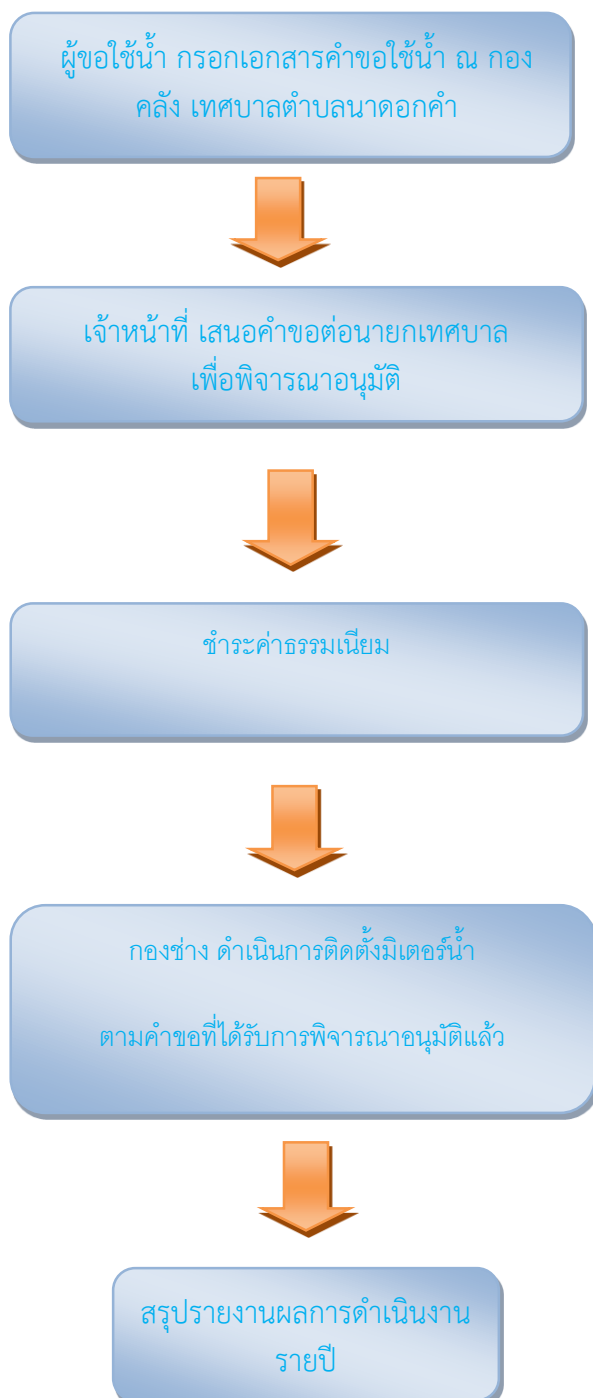 ผู้ขอใช้น้ำ กรอกเอกสารคำขอใช้น้ำ ณ กอง
คลัง เทศบาลตำบลนาดอกคำ
เจ้าหน้าที่ เสนอคำขอต่อนายกเทศบาล
เพื่อพิจารณาอนุมัติ
ชำระค่าธรรมเนียม
กองช่าง ดำเนินการติดตั้งมิเตอร์น้ำ
ตามคำขอที่ได้รับการพิจารณาอนุมัติแล้ว
สรุปรายงานผลการดำเนินงาน
รายปี